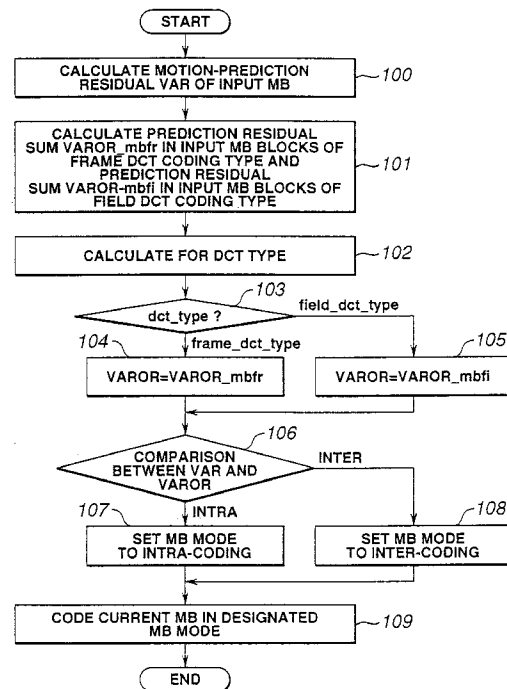 START
CALCULATE MOTION-PREDICTION
RESIDUAL VAR OF INPUT MB
100
CALCULATE PREDICTION RESIDUAL
SUM VAROR_mbfr IN INPUT MB BLOCKS OF
FRAME DCT CODING TYPE AND
PREDICTION RESIDUAL
SUM VAROR-mbfi IN INPUT MB BLOCKS OF
FIELD DCT CODING TYPE
101
CALCULATE FOR DCT TYPE
102
103
dct_type ?
field_dct_type
104
frame_dct_type
105
VAROR=VAROR_mbfr
VAROR=VAROR_mbfi
106
COMPARISON
BETWEEN VAR AND
VAROR
INTER
107
INTRA
108
SET MB MODE
TO INTRA-CODING
SET MB MODE
TO INTER-CODING
CODE CURRENT MB IN DESIGNATED
MB MODE
109
END